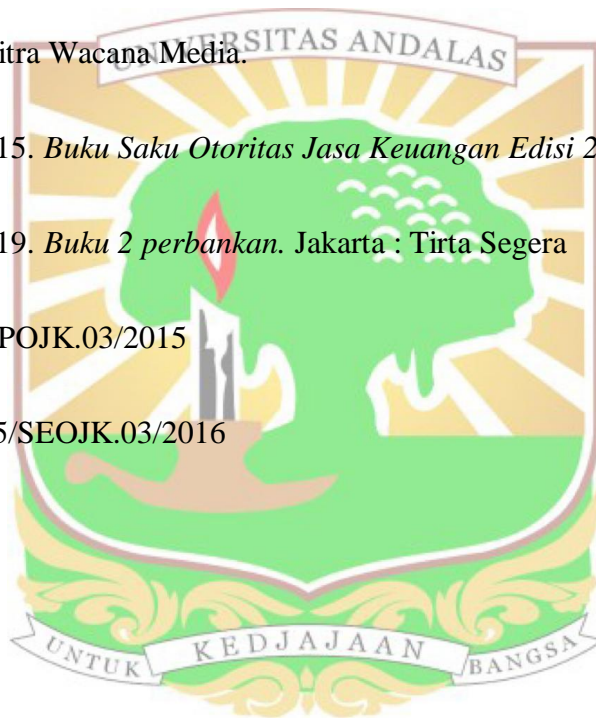 UNIVERSITAS ANDALAS
itra Wacana Media.
15. Buku Saku Otoritas Jasa Keuangan Edisi 2
19. Buku 2 perbankan. Jakarta : Tirta Segera
POJK.03/2015
5/SEOJK.03/2016
UNTUK KEDJAJAAN BANGSA